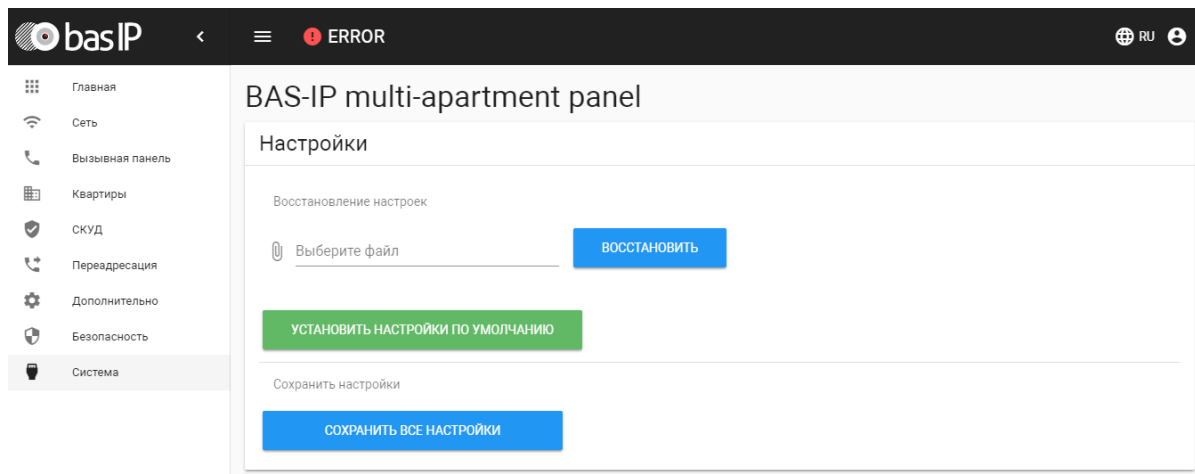 bas IP
ERROR
RU
Главная
Сеть
Вызывная панель
Квартиры
СКУД
Переадресация
Дополнительно
Безопасность
Система
BAS-IP multi-apartment panel
Настройки
Восстановление настроек
Выберите файл
ВОССТАНОВИТЬ
УСТАНОВИТЬ НАСТРОЙКИ ПО УМОЛЧАНИЮ
Сохранить настройки
СОХРАНИТЬ ВСЕ НАСТРОЙКИ